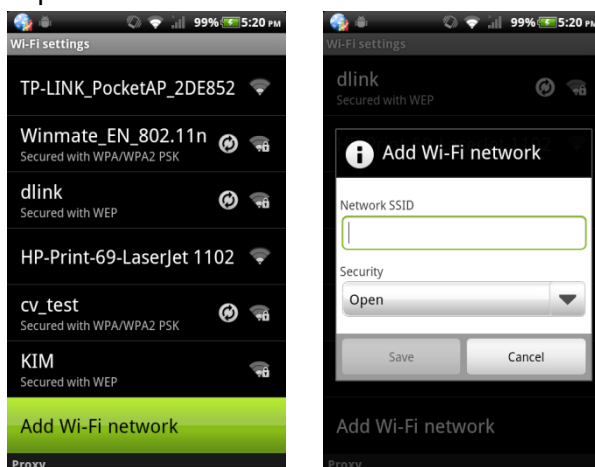 99% 5:20 PM
Wi-Fi settings
TP-LINK_PocketAP_2DE852
Winmate_EN_802.11n
Secured with WPA/WPA2 PSK
dlink
Secured with WEP
HP-Print-69-LaserJet 1102
cv_test
Secured with WPA/WPA2 PSK
KIM
Secured with WEP
Add Wi-Fi network
Proxy
99% 5:20 PM
Wi-Fi settings
dlink
Secured with WEP
Add Wi-Fi network
Network SSID
Security
Open
Save Cancel
Add Wi-Fi network
Proxy